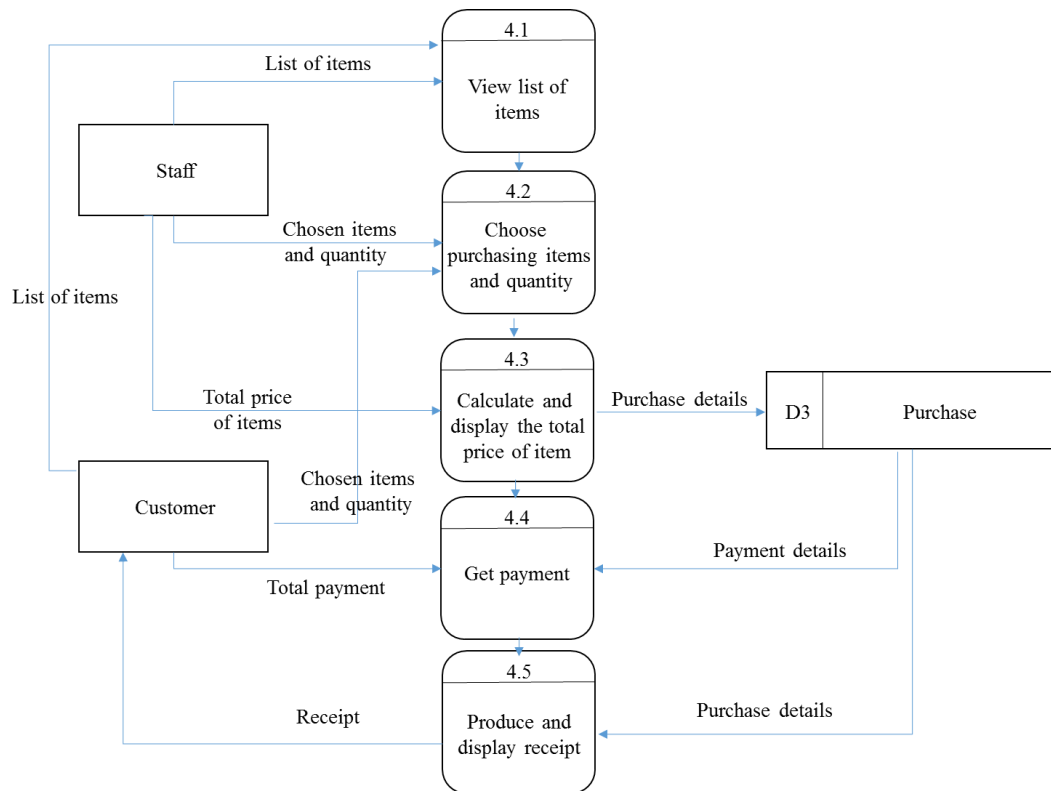 4.1
List of items
View list of
items
Staff
4.2
Chosen items
and quantity
Choose
purchasing items
and quantity
List of items
4.3
Total price
of items
Calculate and
display the total
price of item
Purchase details
D3
Purchase
Customer
Chosen items
and quantity
4.4
Get payment
Payment details
Total payment
4.5
Receipt
Produce and
display receipt
Purchase details